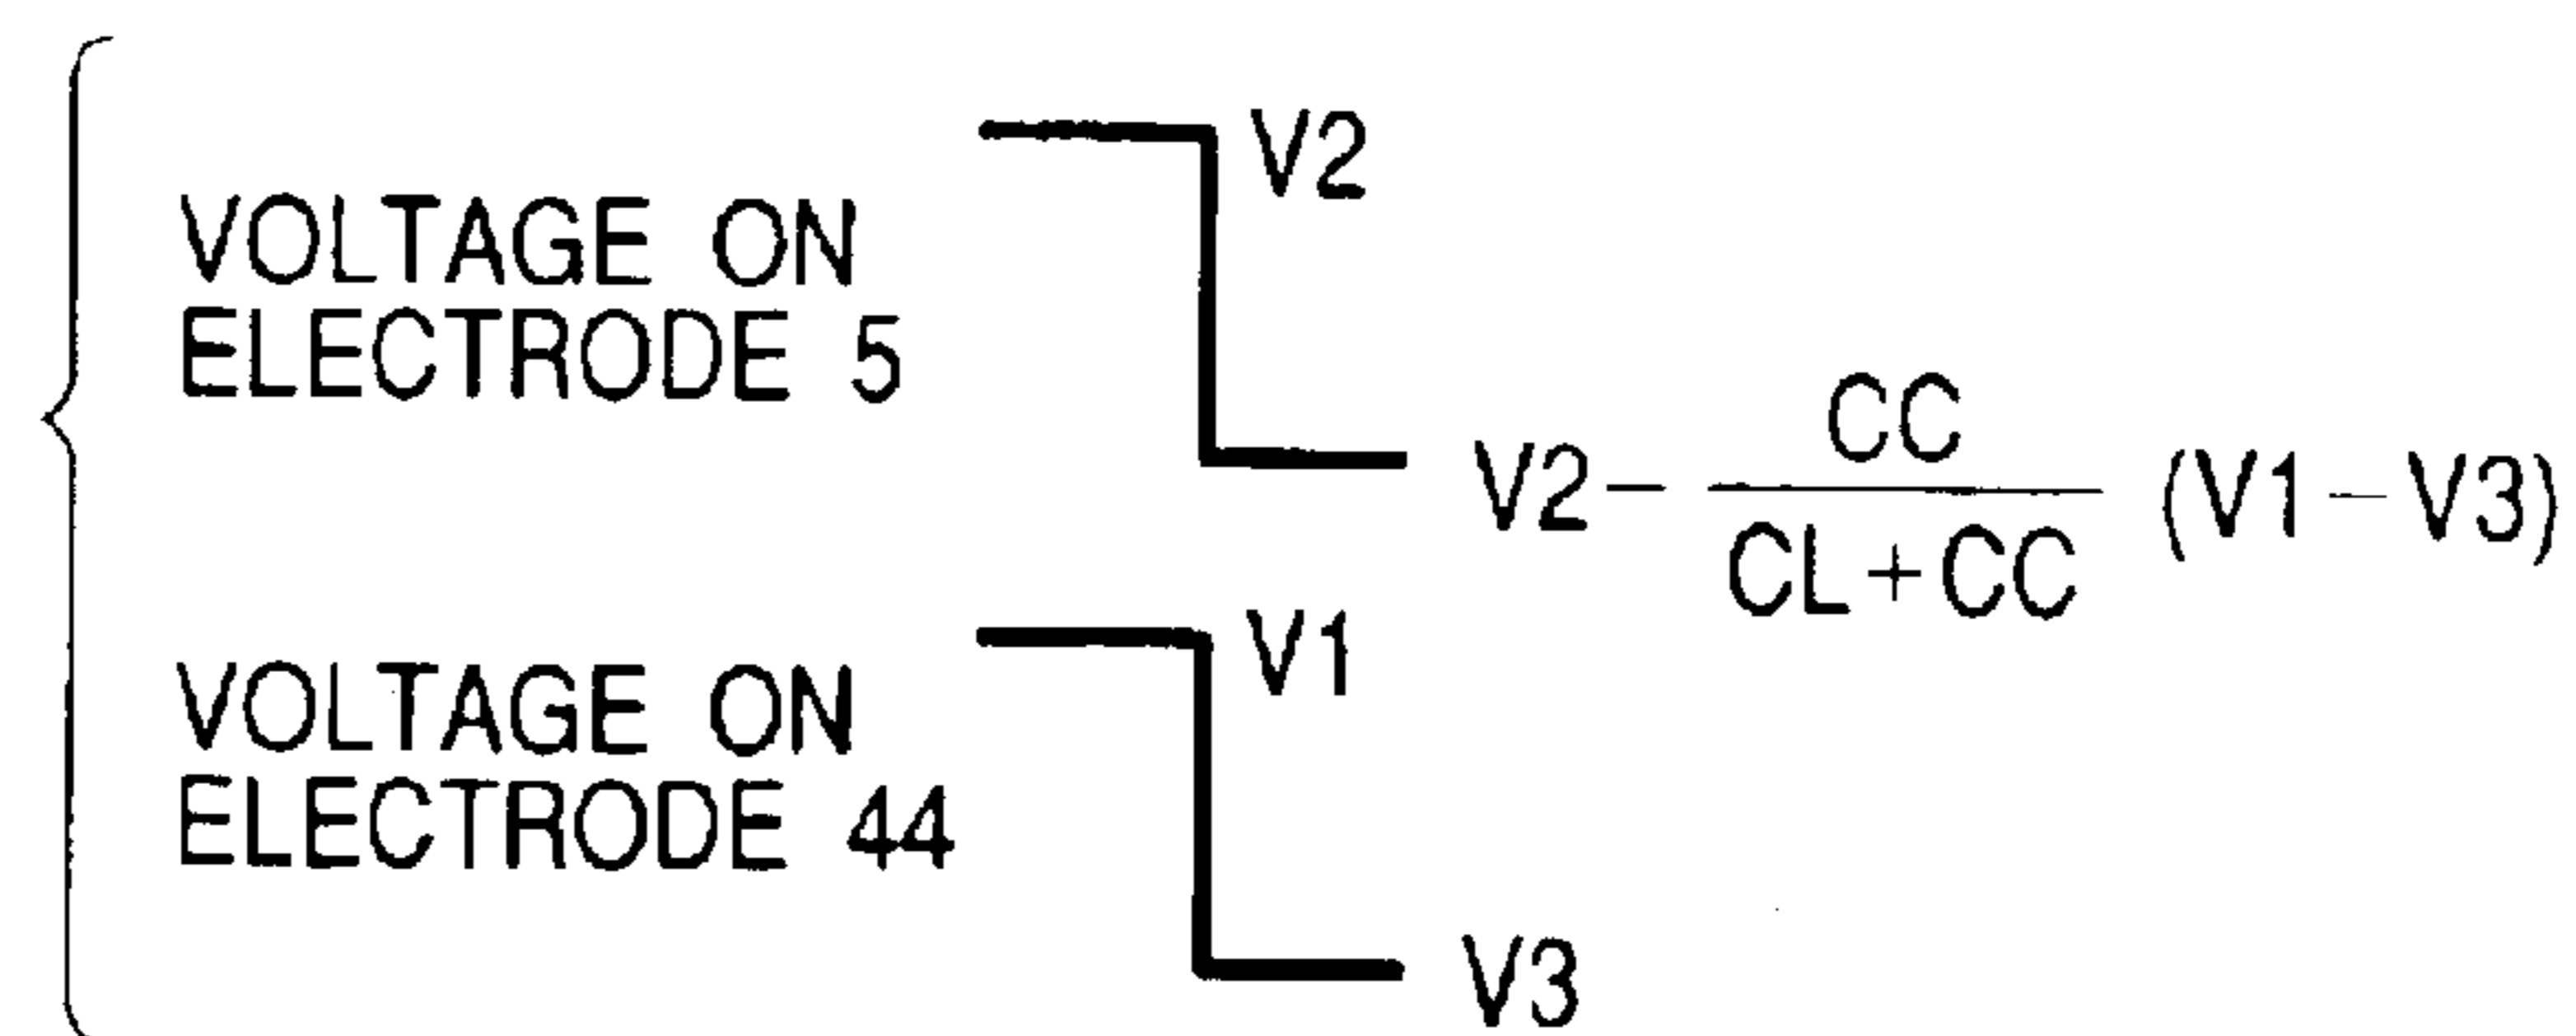 V2
VOLTAGE ON
ELECTRODE 5
V2 − CC / CL + CC (V1 − V3)
V1
VOLTAGE ON
ELECTRODE 44
V3